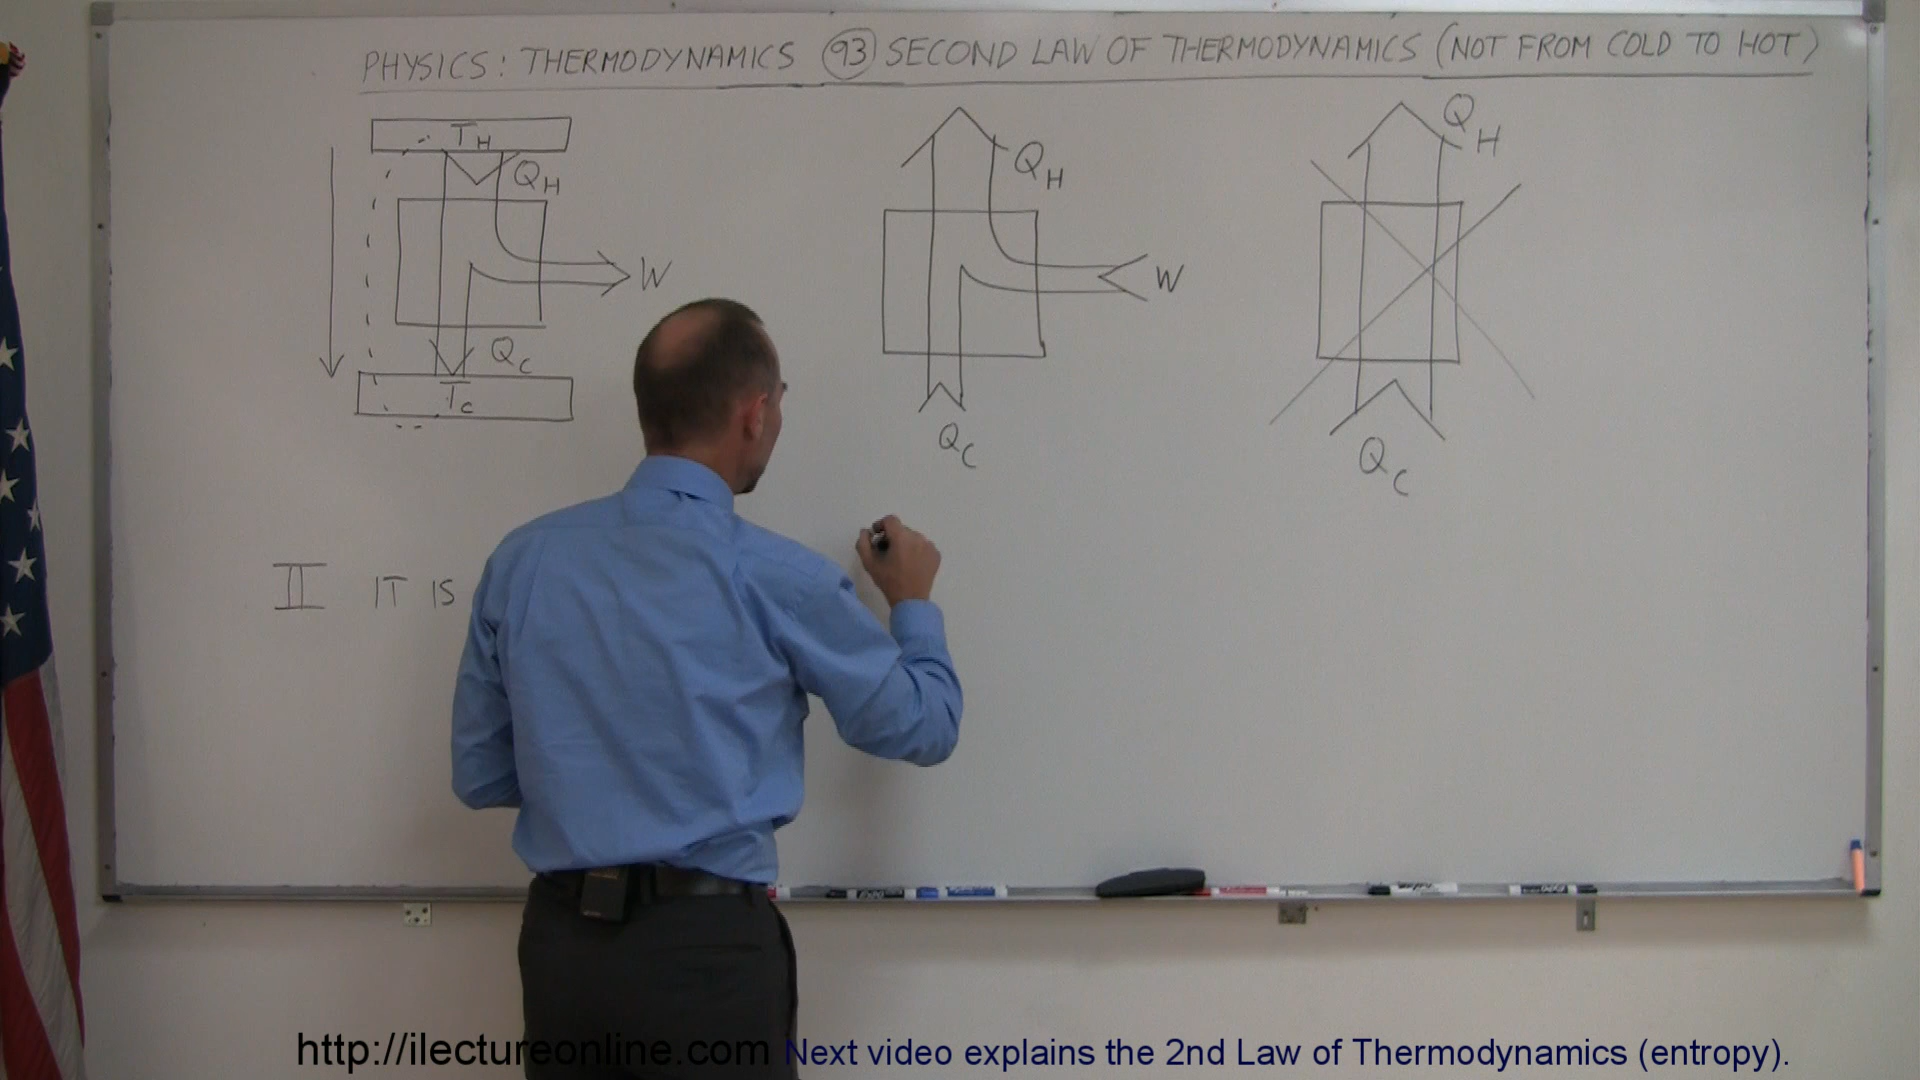 PHYSICS: THERMODYNAMICS 93 SECOND LAW OF THERMODYNAMICS (NOT FROM COLD TO HOT)
TH
QH
W
QC
TC
QH
W
QC
QH
QC
II IT IS
http://ilectureonline.com Next video explains the 2nd Law of Thermodynamics (entropy).